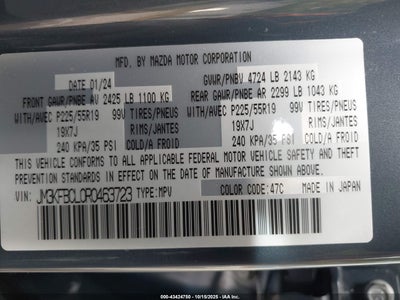 MFD. BY MAZDA MOTOR CORPORATION
DATE 01/24
GVWR/PNBV 4724 LB 2143 KG
FRONT GAWR/PNBE AV 2425 LB 1100 KG
REAR GAWR/PNBE AR 2299 LB 1043 KG
WITH/AVEC P225/55R19 99V TIRES/PNEUS
WITH/AVEC P225/55R19 99V TIRES/PNEUS
19X7J RIMS/JANTES
19X7J RIMS/JANTES
240 KPA/35 PSI COLD/A FROID
240 KPA/35 PSI COLD/A FROID
THIS VEHICLE CONFORMS TO ALL APPLICABLE FEDERAL MOTOR VEHICLE SAFETY, BUMPER, AND
THEFT PREVENTION STANDARDS IN EFFECT ON THE DATE OF MANUFACTURE SHOWN ABOVE.
VIN: JM3KFBCL0R0453723 TYPE:MPV
COLOR CODE:47C
MADE IN JAPAN
000-43424750 - 10/15/2025 - IAA Inc.